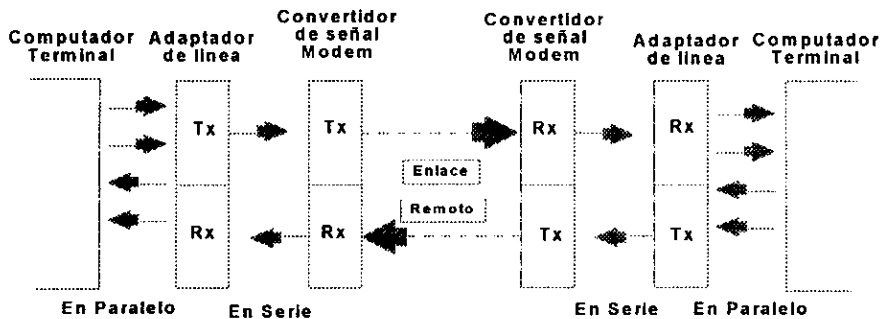 Computador
Terminal
Adaptador
de linea
Convertidor
de señal
Modem
Convertidor
de señal
Modem
Adaptador
de linea
Computador
Terminal
Tx
Tx
Rx
Rx
Enlace
Remoto
Rx
Rx
Tx
Tx
En Paralelo
En Serie
En Serie
En Paralelo